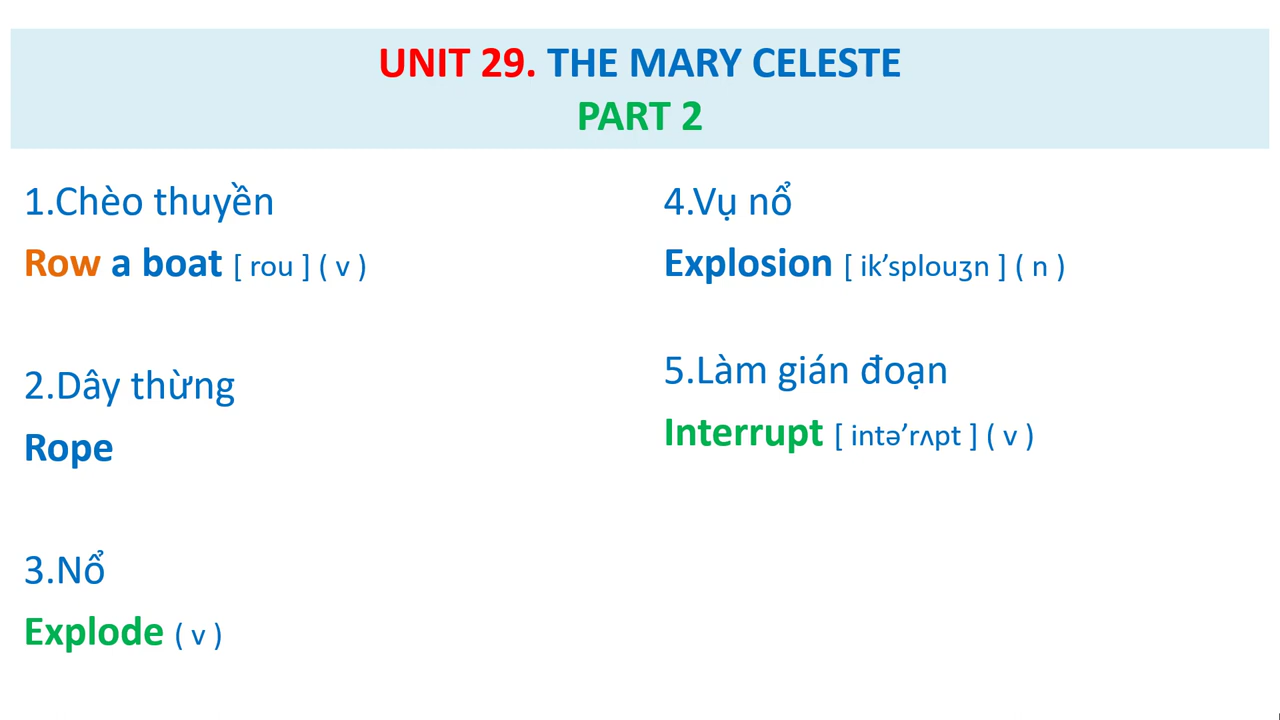 UNIT 29. THE MARY CELESTE
PART 2
1.Chèo thuyền
Row a boat [ rou ] ( v )
2.Dây thừng
Rope
3.Nổ
Explode ( v )
4.Vụ nổ
Explosion [ ik’splouʒn ] ( n )
5.Làm gián đoạn
Interrupt [ intə’rʌpt ] ( v )